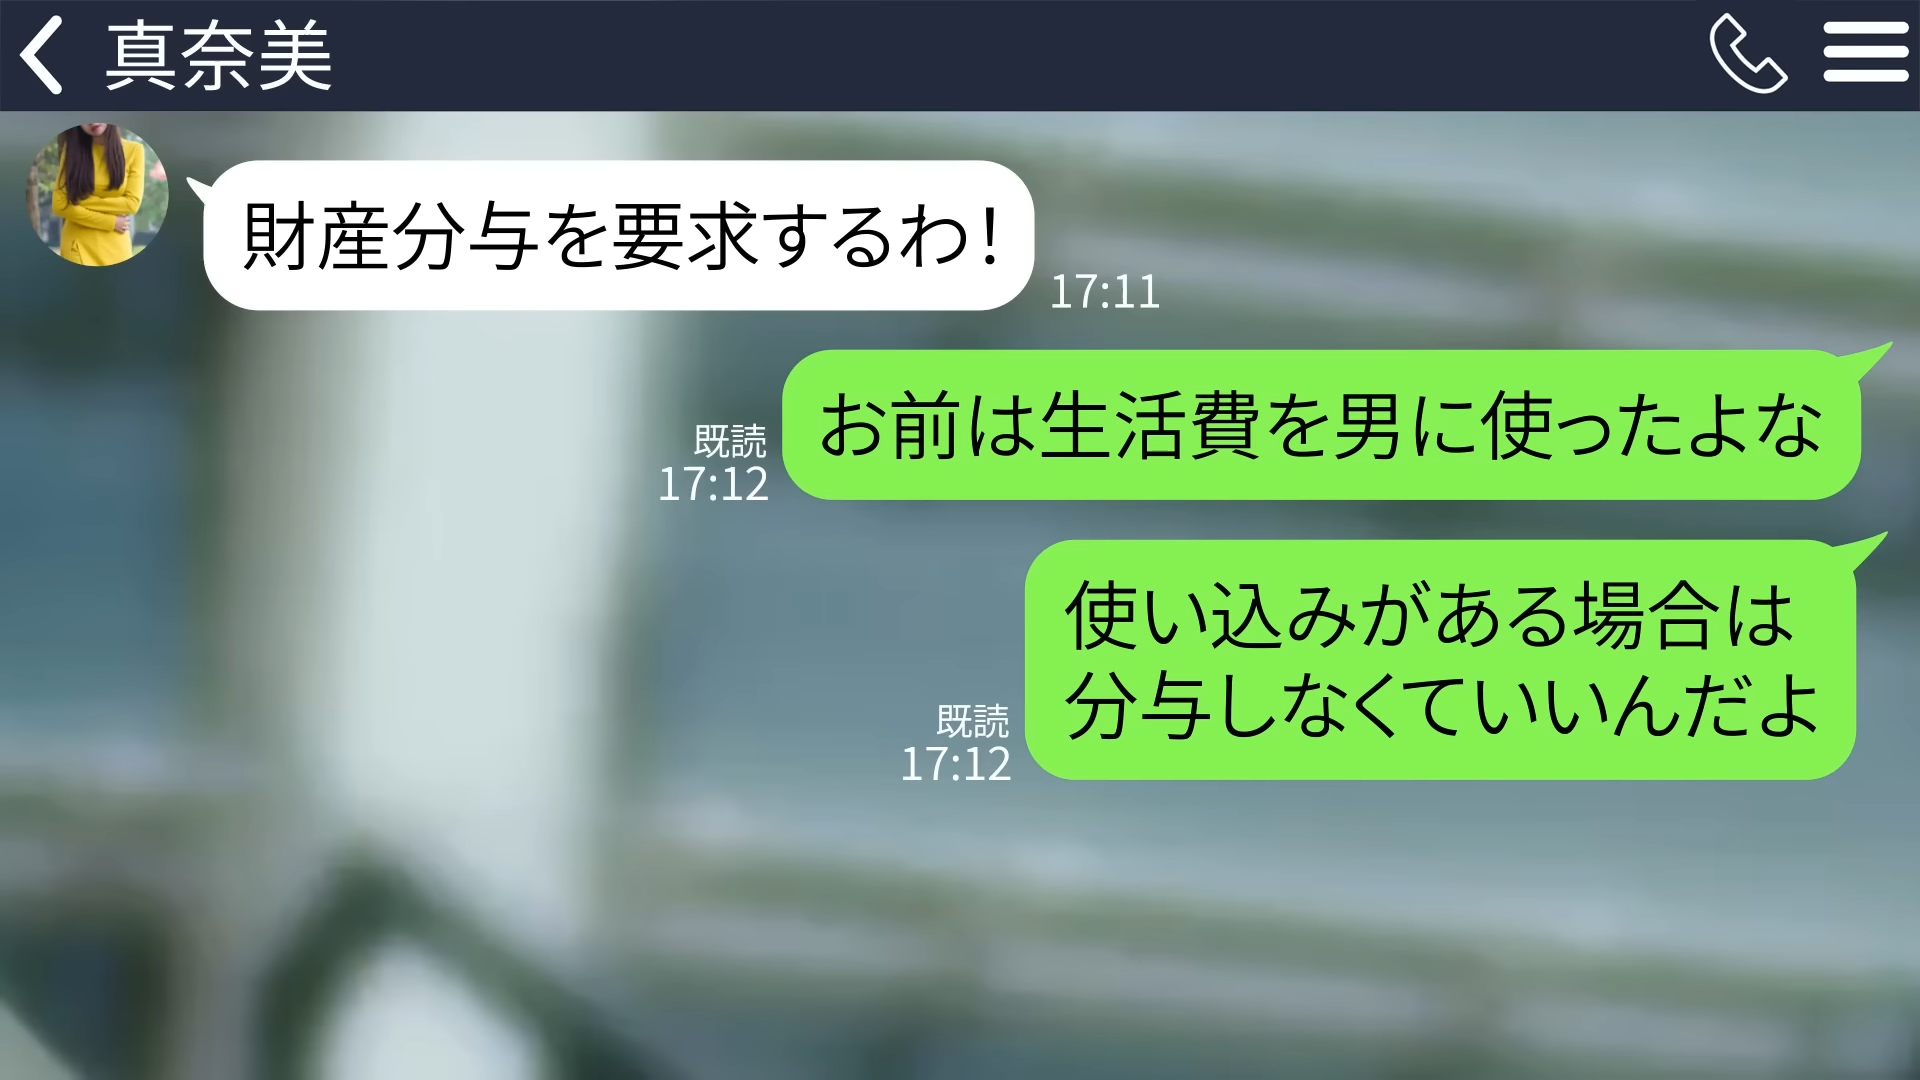 真奈美
財産分与を要求するわ！
17:11
お前は生活費を男に使ったよな
既読
17:12
使い込みがある場合は
分与しなくていいんだよ
既読
17:12